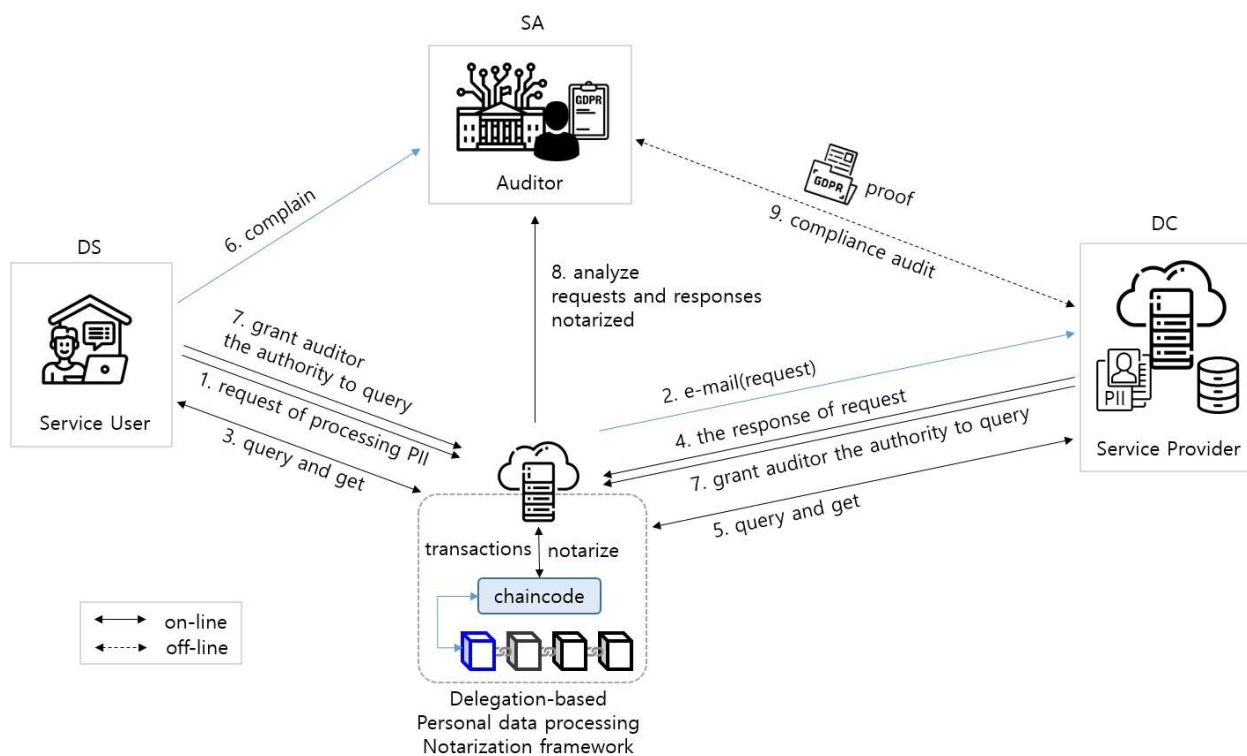 SA
GDPR
Auditor
GDPR
proof
6. complain
9. compliance audit
DS
DC
8. analyze
requests and responses
notarized
7. grant auditor
the authority to query
1. request of processing PII
3. query and get
Service User
2. e-mail(request)
4. the response of request
7. grant auditor the authority to query
5. query and get
PII
Service Provider
transactions
notarize
chaincode
on-line
off-line
Delegation-based
Personal data processing
Notarization framework